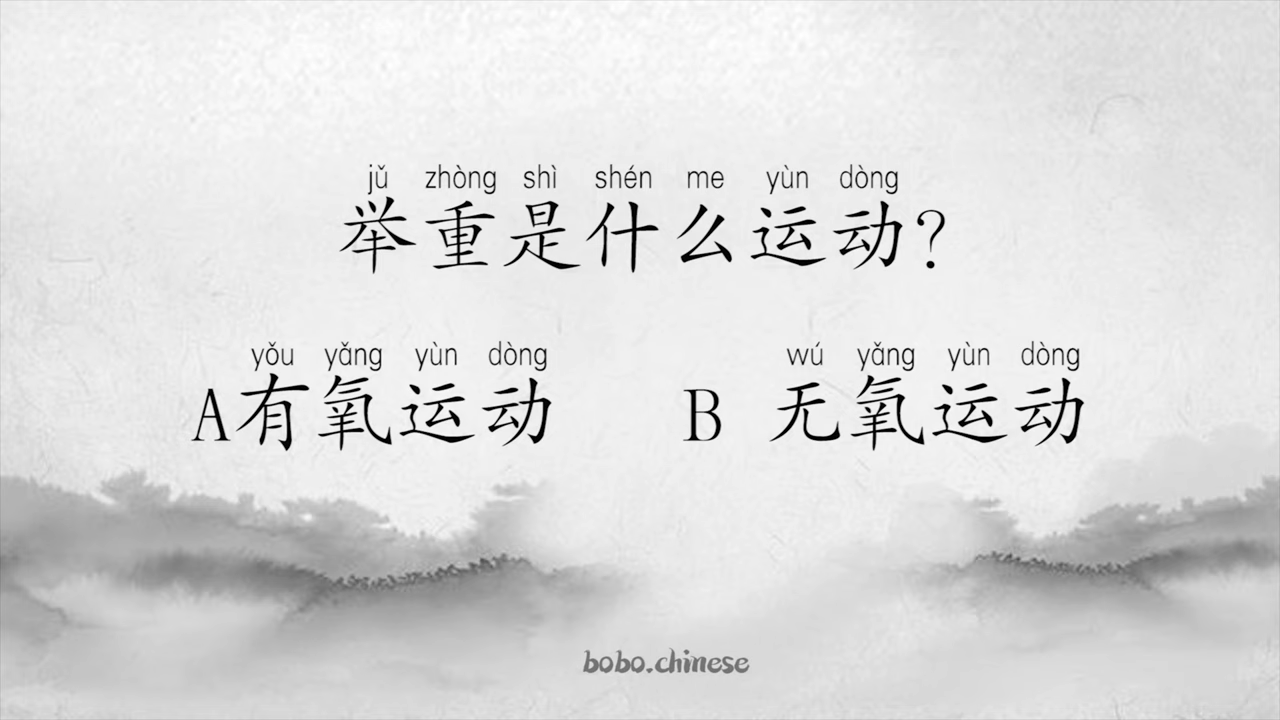 jǔ zhòng shì shén me yùn dòng
举重是什么运动?
yǒu yǎng yùn dòng wú yǎng yùn dòng
A有氧运动 B 无氧运动
bobo.chinese